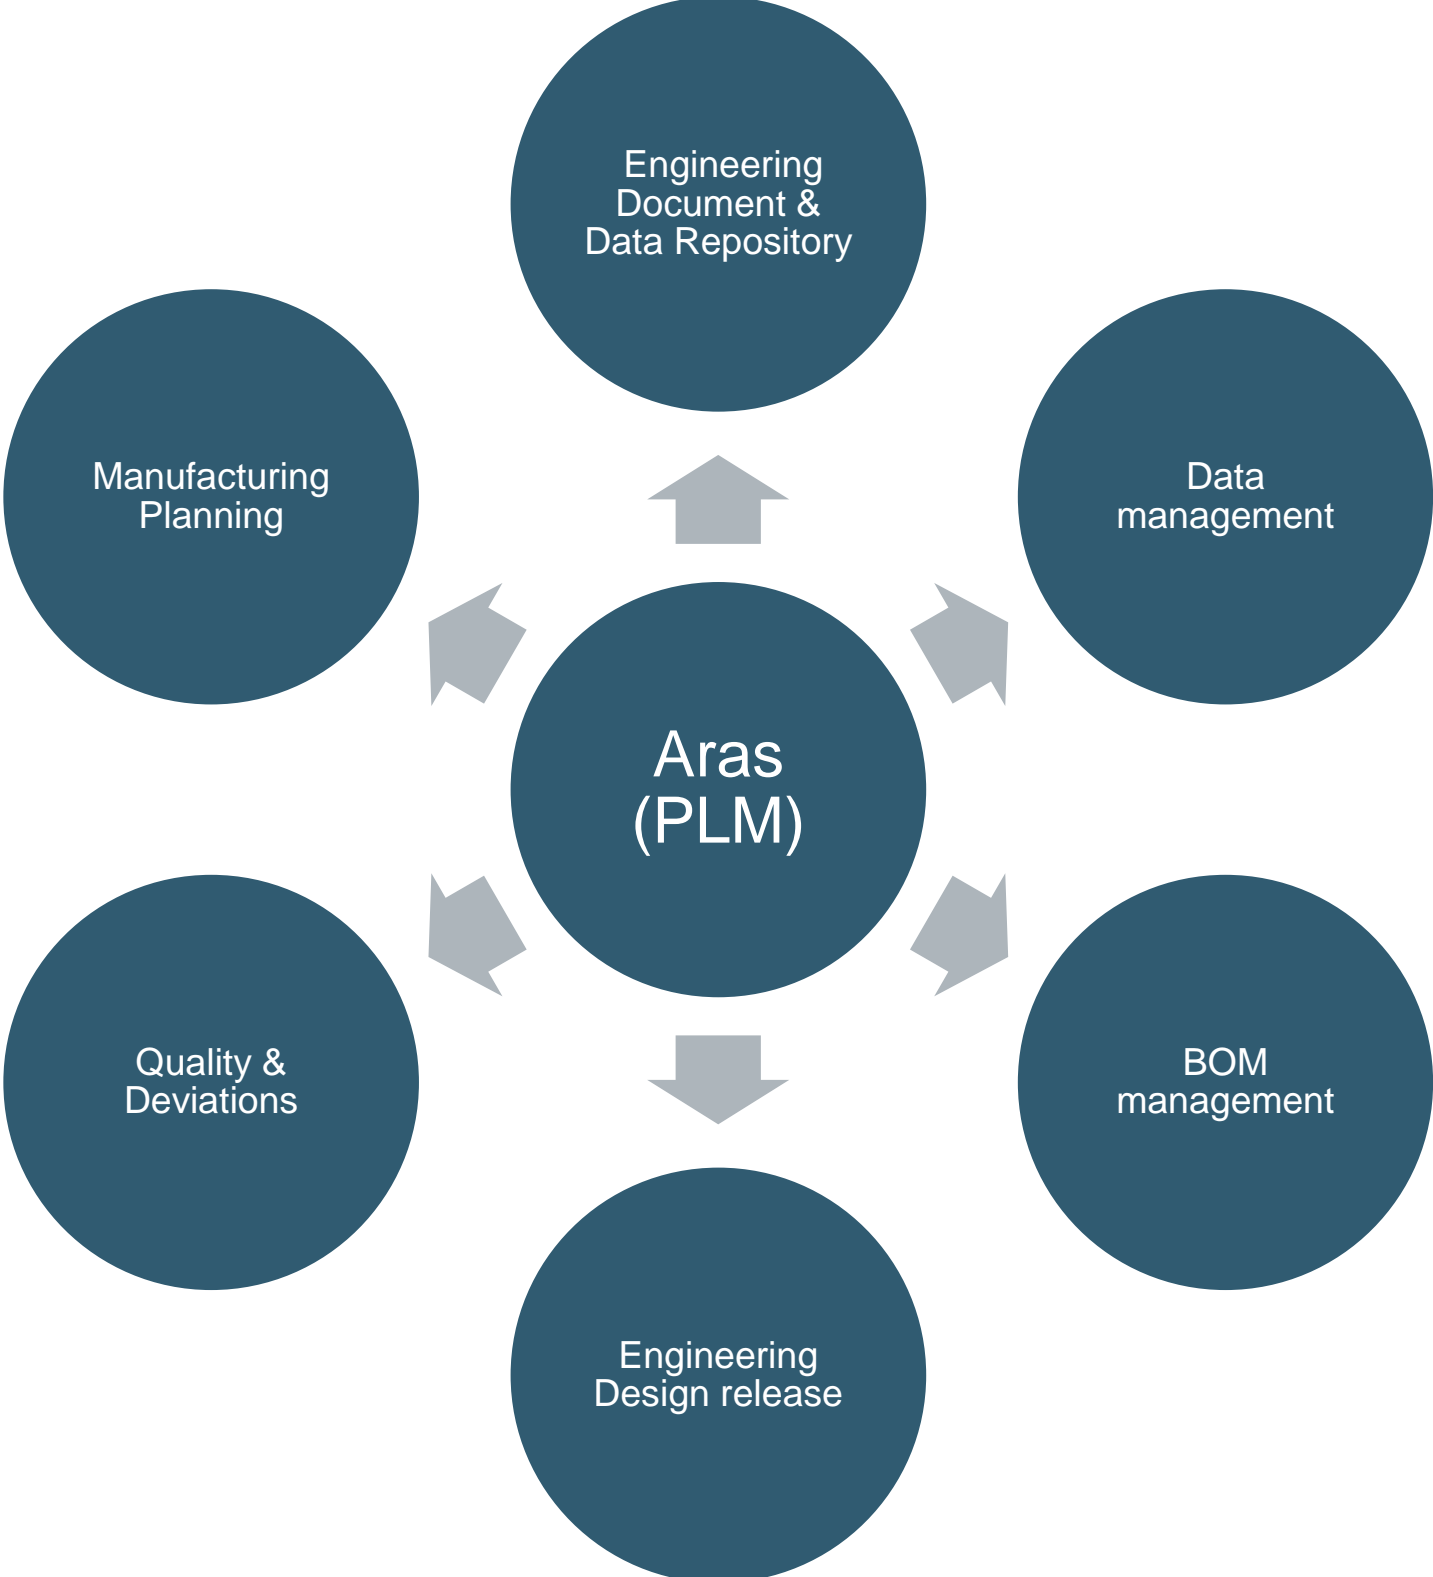 Engineering
Document &
Data Repository
Manufacturing
Planning
Data
management
Aras
(PLM)
Quality &
Deviations
BOM
management
Engineering
Design release